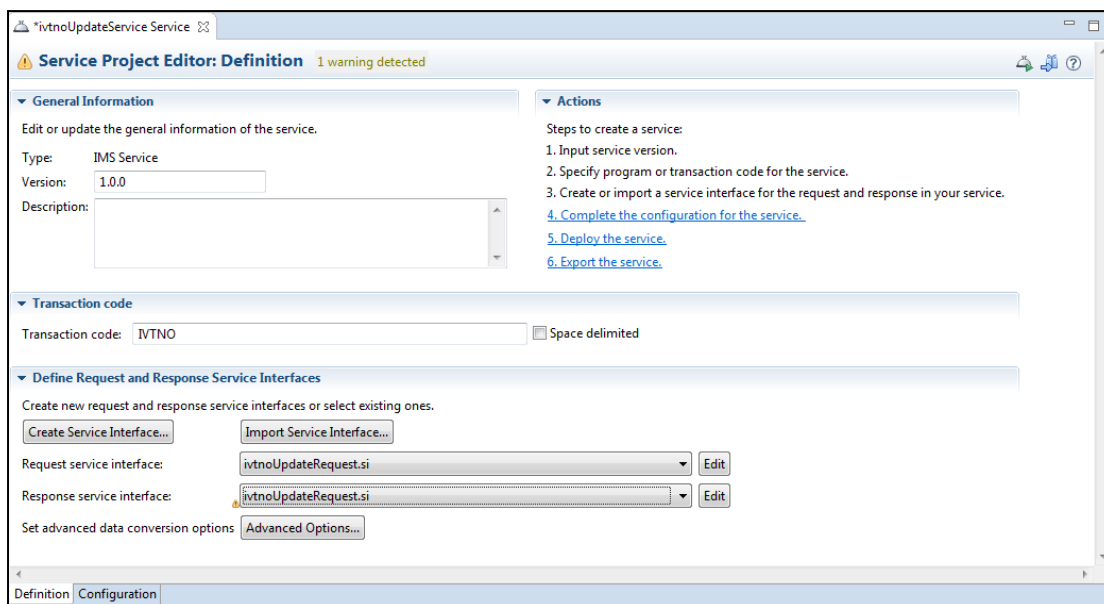 *ivtnoUpdateService Service
Service Project Editor: Definition 1 warning detected
General Information
Edit or update the general information of the service.
Type: IMS Service
Version: 1.0.0
Description:
Actions
Steps to create a service:
1. Input service version.
2. Specify program or transaction code for the service.
3. Create or import a service interface for the request and response in your service.
4. Complete the configuration for the service.
5. Deploy the service.
6. Export the service.
Transaction code
Transaction code: IVTNO Space delimited
Define Request and Response Service Interfaces
Create new request and response service interfaces or select existing ones.
Create Service Interface... Import Service Interface...
Request service interface: ivtnoUpdateRequest.si Edit
Response service interface: ivtnoUpdateRequest.si Edit
Set advanced data conversion options Advanced Options...
Definition Configuration